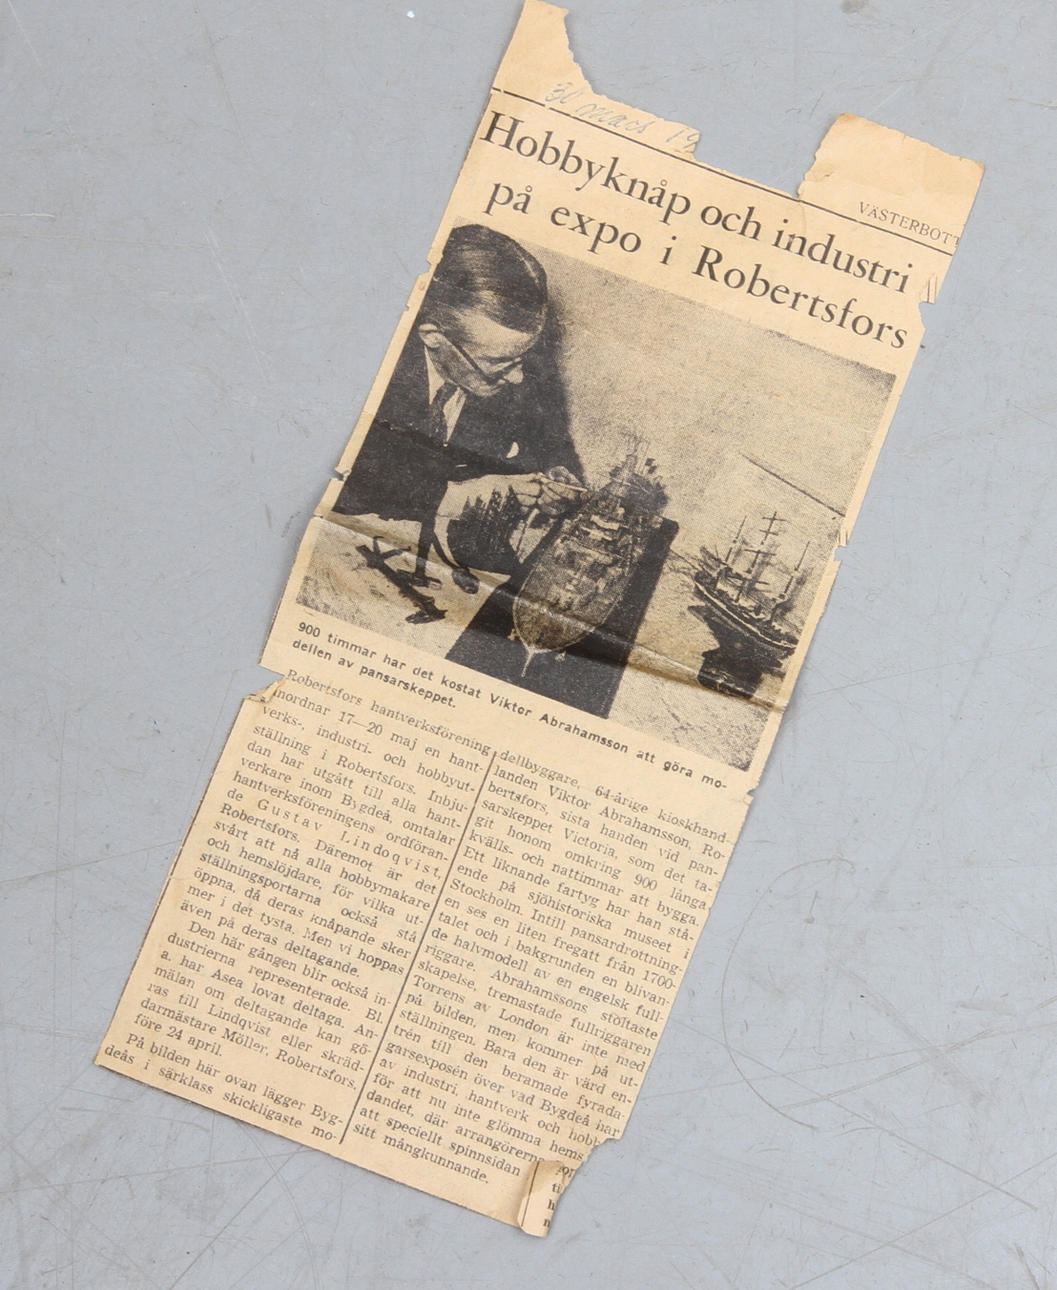 31 mars 19
VÄSTERBOTT
Hobbyknåp och industri
på expo i Robertsfors
900 timmar har det kostat Viktor Abrahamsson att göra mo-
dellen av pansarskeppet.
Robertsfors hantverksförening
anordnar 17—20 maj en hant-
verks-, industri- och hobbyut-
ställning i Robertsfors. Inbju-
dan har utgått till alla hant-
verkare inom Bygdeå, omtalar
hantverksföreningens ordföran-
de Gustav Lindqvist,
Robertsfors. Däremot är det
svårt att nå alla hobbymakare
och hemslöjdare, för vilka ut-
ställningsportarna också stå
öppna, då deras knåpande sker
mer i det tysta. Men vi hoppas
även på deras deltagande.
Den här gången blir också in-
dustrierna representerade. Bl.
a. har Asea lovat deltaga. An-
mälan om deltagande kan gö-
ras till Lindqvist eller skräd-
darmästare Möller, Robertsfors,
före 24 april.
På bilden här ovan lägger Byg-
deås i särklass skickligaste mo-
dellbyggare, 64-årige kioskhand-
landen Viktor Abrahamsson, Ro-
bertsfors, sista handen vid pan-
sarskeppet Victoria, som det ta-
git honom omkring 900 långa
kvälls- och nattimmar att bygga.
Ett liknande fartyg har han stå-
ende på sjöhistoriska museet i
Stockholm. Intill pansardrottning-
en ses en liten fregatt från 1700-
talet och i bakgrunden en blivan-
de halvmodell av en engelsk full-
riggare. Abrahamssons stoltaste
skapelse, tremastade fullriggaren
Torrens av London är inte med
på bilden, men kommer på ut-
ställningen. Bara den är värd en-
trén till den beramade fyrada-
garsexposén över vad Bygdeå har
av industri, hantverk och hobby
för att nu inte glömma hems
dandet, där arrangörerna
att speciellt spinnsidan
sitt mångkunnande.